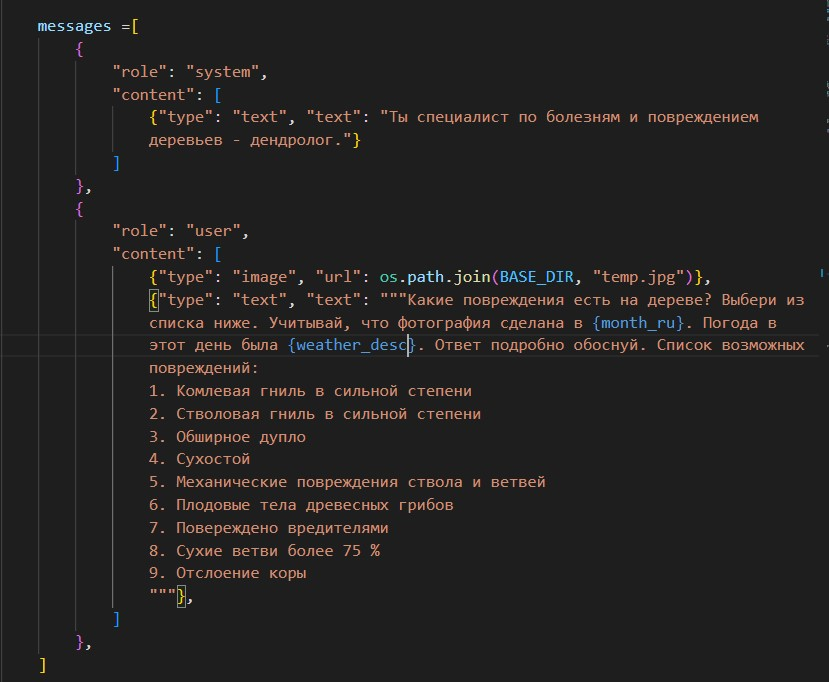 messages =[
{
"role": "system",
"content": [
{"type": "text", "text": "Ты специалист по болезням и повреждением
деревьев - дендролог."}
]
},
{
"role": "user",
"content": [
{"type": "image", "url": os.path.join(BASE_DIR, "temp.jpg")},
{"type": "text", "text": """Какие повреждения есть на дереве? Выбери из
списка ниже. Учитывай, что фотография сделана в {month_ru}. Погода в
этот день была {weather_desc}. Ответ подробно обоснуй. Список возможных
повреждений:
1. Комлевая гниль в сильной степени
2. Стволовая гниль в сильной степени
3. Обширное дупло
4. Сухостой
5. Механические повреждения ствола и ветвей
6. Плодовые тела древесных грибов
7. Повереждено вредителями
8. Сухие ветви более 75 %
9. Отслоение коры
"""},
]
},
]